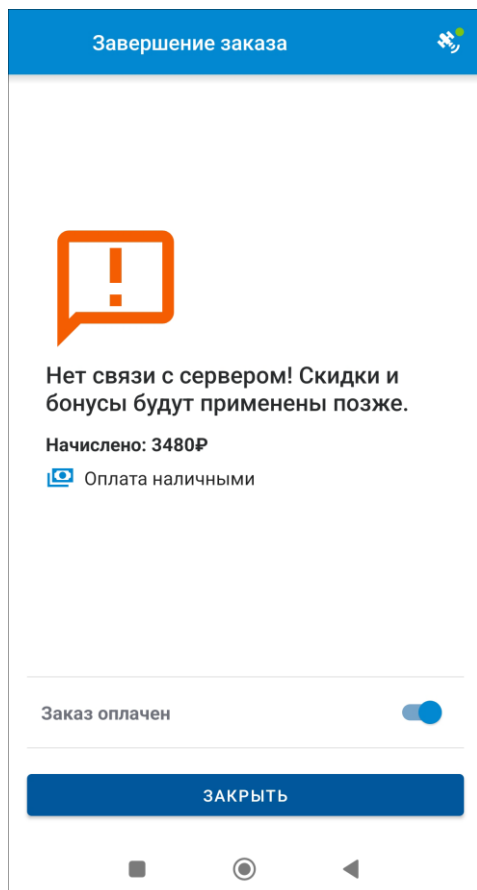 Завершение заказа
Нет связи с сервером! Скидки и
бонусы будут применены позже.
Начислено: 3480₽
Оплата наличными
Заказ оплачен
ЗАКРЫТЬ